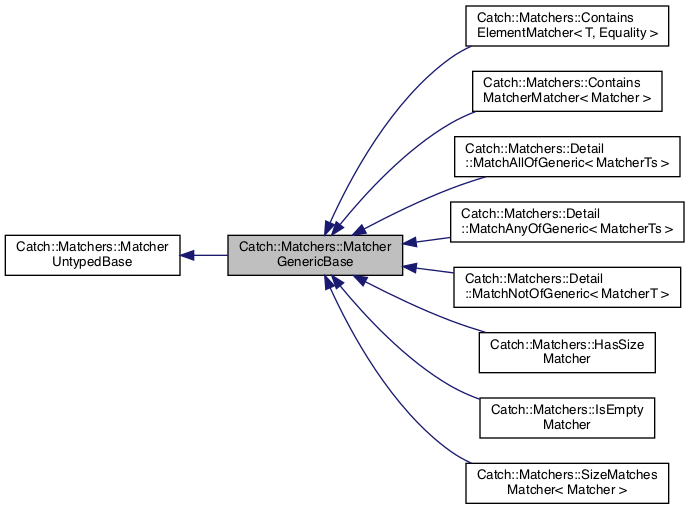 Catch::Matchers::Contains
ElementMatcher< T, Equality >
Catch::Matchers::Contains
MatcherMatcher< Matcher >
Catch::Matchers::Detail
::MatchAllOfGeneric< MatcherTs >
Catch::Matchers::Detail
::MatchAnyOfGeneric< MatcherTs >
Catch::Matchers::Matcher
UntypedBase
Catch::Matchers::Matcher
GenericBase
Catch::Matchers::Detail
::MatchNotOfGeneric< MatcherT >
Catch::Matchers::HasSize
Matcher
Catch::Matchers::IsEmpty
Matcher
Catch::Matchers::SizeMatches
Matcher< Matcher >